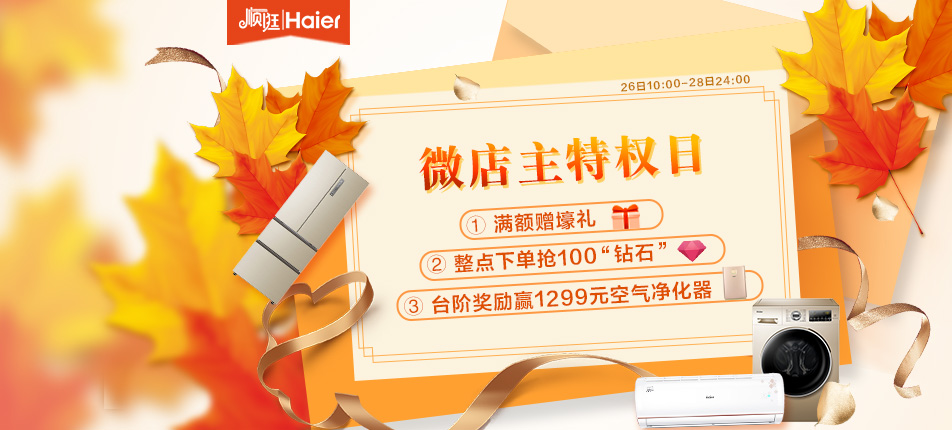 顺逛|Haier
26日10:00-28日24:00
微店主特权日
① 满额赠壕礼
② 整点下单抢100“钻石”
③ 台阶奖励赢1299元空气净化器